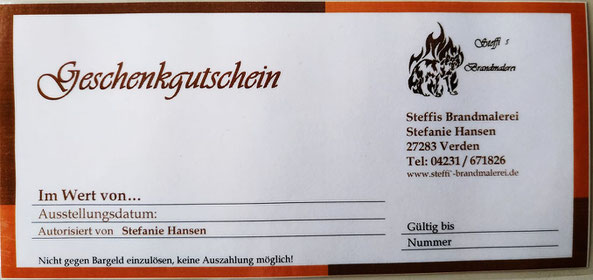 Geschenkgutschein
Steffi s
Brandmalerei
Steffis Brandmalerei
Stefanie Hansen
27283 Verden
Tel: 04231 / 671826
www.steffi`-brandmalerei.de
Im Wert von...
Ausstellungsdatum:
Autorisiert von Stefanie Hansen
Gültig bis
Nummer
Nicht gegen Bargeld einzulösen, keine Auszahlung möglich!